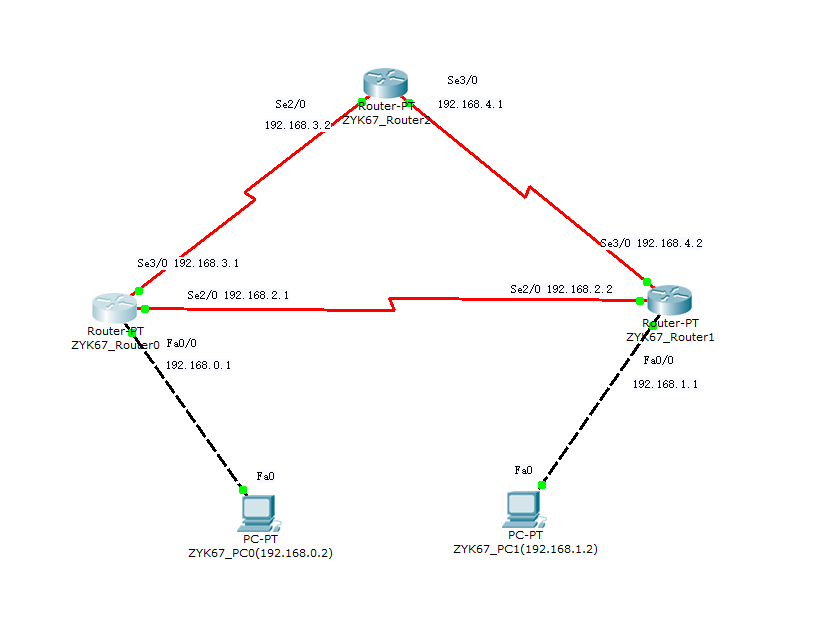 Se3/0
Se2/0
192.168.4.1
Router-PT
192.168.3.2
ZYK67_Router2
Se3/0 192.168.4.2
Se3/0 192.168.3.1
Se2/0 192.168.2.2
Se2/0 192.168.2.1
Router-PT
ZYK67_Router0
Router-PT
ZYK67_Router1
Fa0/0
192.168.0.1
Fa0/0
192.168.1.1
Fa0
Fa0
PC-PT
ZYK67_PC0(192.168.0.2)
PC-PT
ZYK67_PC1(192.168.1.2)